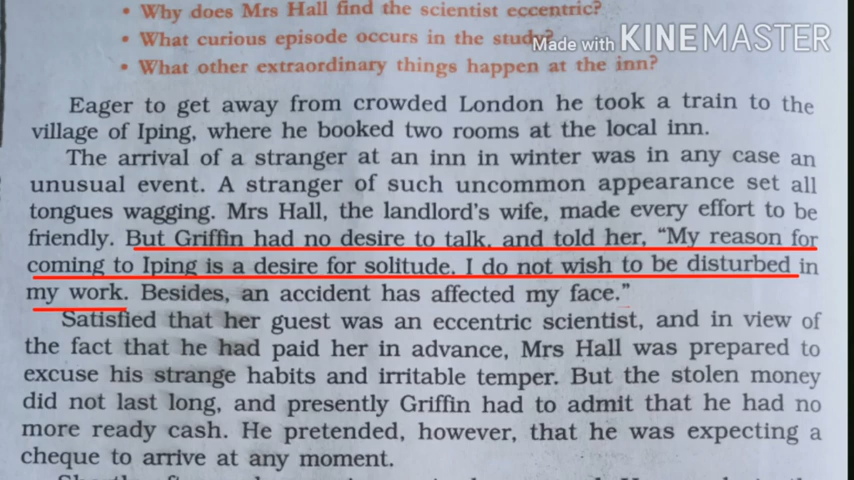 • Why does Mrs Hall find the scientist eccentric?
• What curious episode occurs in the study?
Made with KINEMASTER
• What other extraordinary things happen at the inn?
Eager to get away from crowded London he took a train to the
village of Iping, where he booked two rooms at the local inn.
The arrival of a stranger at an inn in winter was in any case an
unusual event. A stranger of such uncommon appearance set all
tongues wagging. Mrs Hall, the landlord's wife, made every effort to be
friendly. But Griffin had no desire to talk, and told her, "My reason for
coming to Iping is a desire for solitude. I do not wish to be disturbed in
my work. Besides, an accident has affected my face."
Satisfied that her guest was an eccentric scientist, and in view of
the fact that he had paid her in advance, Mrs Hall was prepared to
excuse his strange habits and irritable temper. But the stolen money
did not last long, and presently Griffin had to admit that he had no
more ready cash. He pretended, however, that he was expecting a
cheque to arrive at any moment.